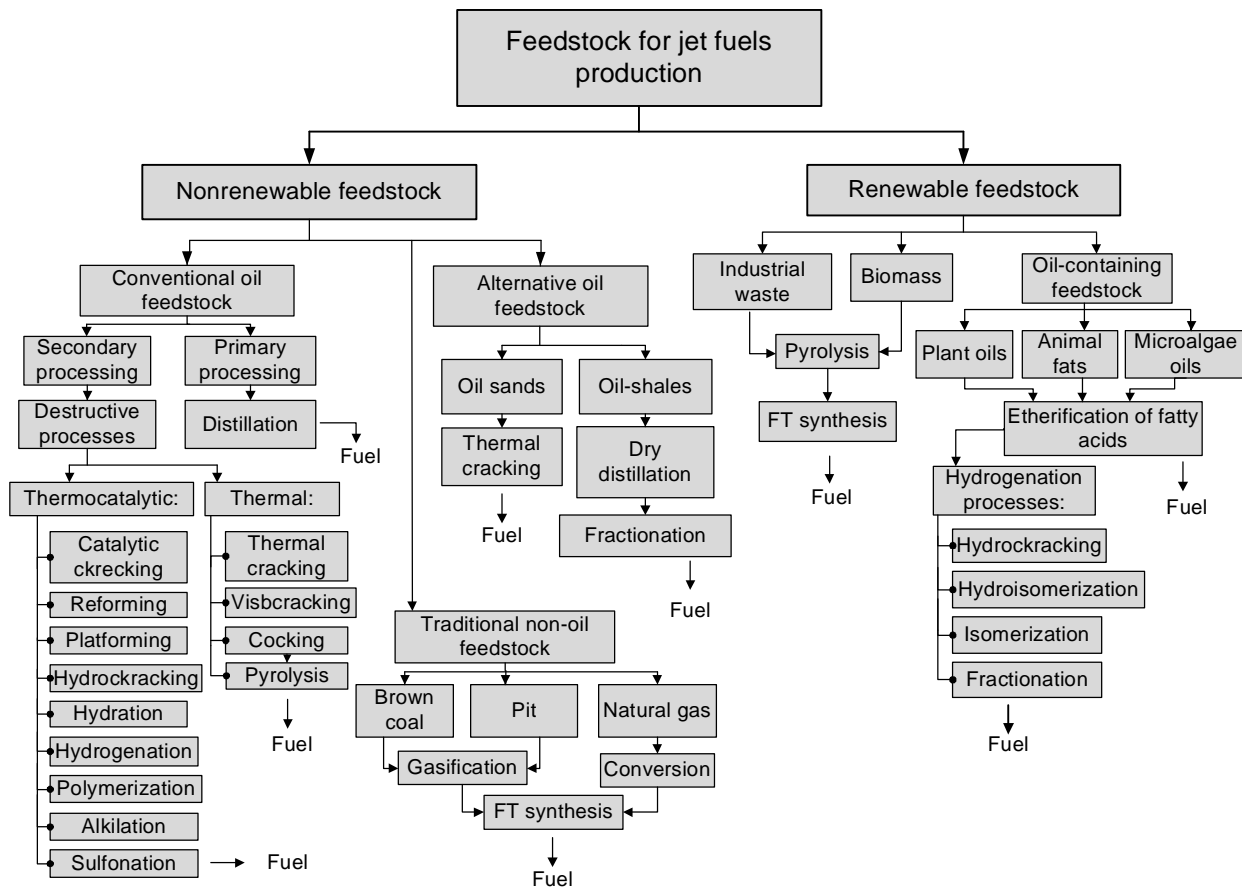 Feedstock for jet fuels
production
Nonrenewable feedstock
Renewable feedstock
Conventional oil
feedstock
Alternative oil
feedstock
Industrial
waste
Biomass
Oil-containing
feedstock
Secondary
processing
Primary
processing
Oil sands
Oil-shales
Pyrolysis
Plant oils
Animal
fats
Microalgae
oils
Destructive
processes
Distillation
Fuel
Thermal
cracking
Dry
distillation
FT synthesis
Etherification of fatty
acids
Thermocatalytic:
Thermal:
Fuel
Fractionation
Fuel
Fuel
Hydrogenation
processes:
Fuel
Catalytic
ckrecking
Reforming
Platforming
Hydrockracking
Hydration
Hydrogenation
Polymerization
Alkilation
Sulfonation
Fuel
Thermal
cracking
Visbcracking
Cocking
Pyrolysis
Fuel
Traditional non-oil
feedstock
Brown
coal
Pit
Natural gas
Gasification
Conversion
FT synthesis
Fuel
Hydrockracking
Hydroisomerization
Isomerization
Fractionation
Fuel